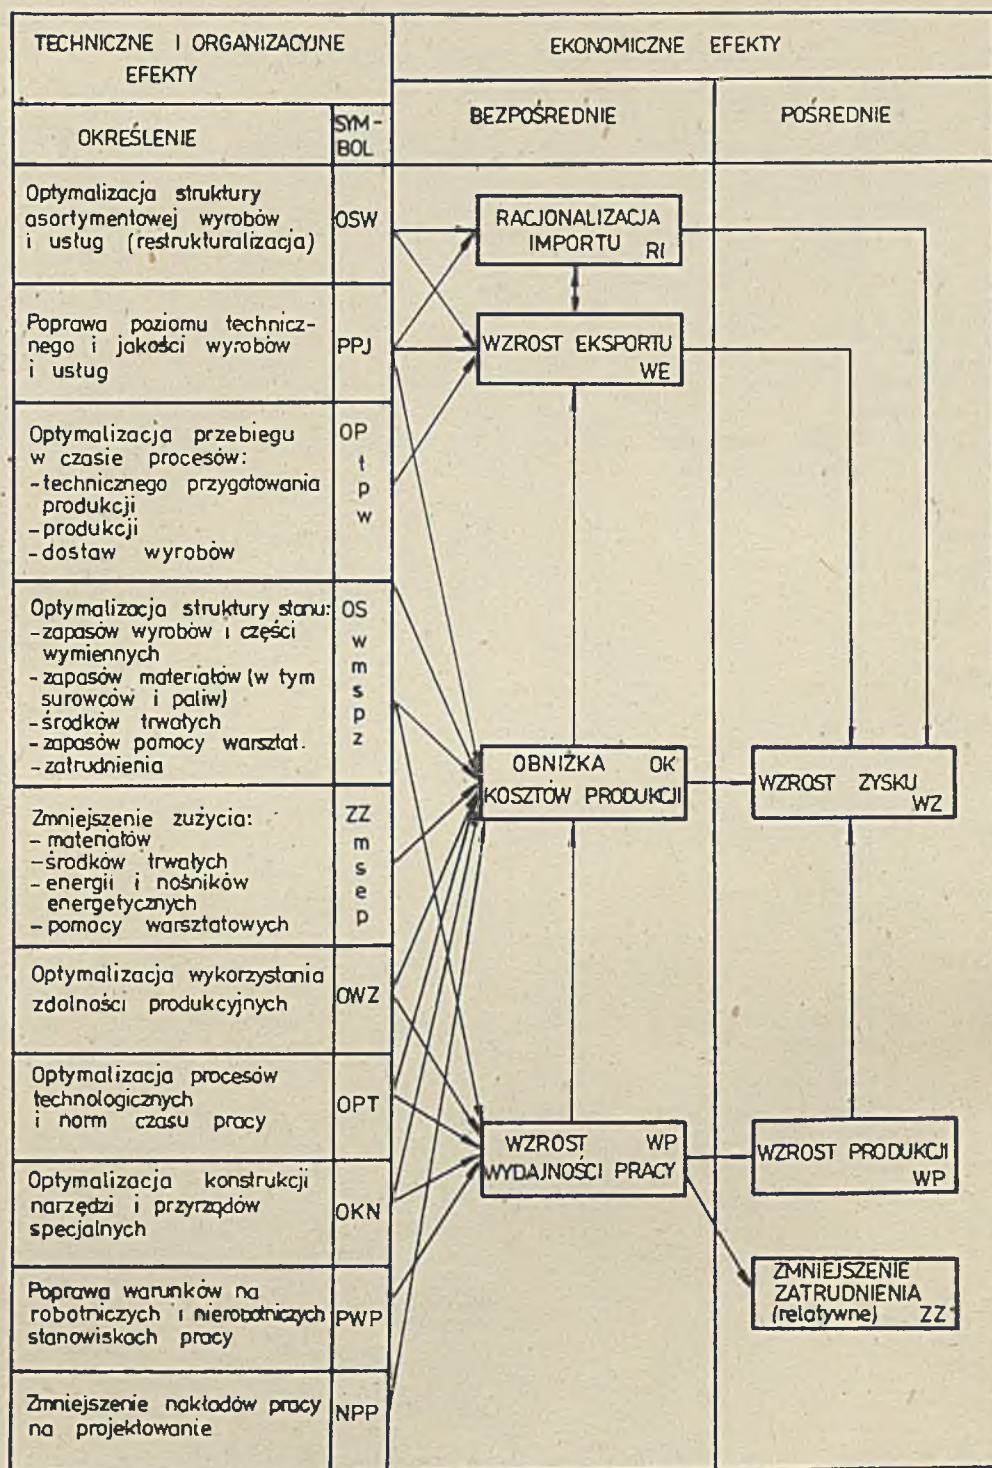 TECHNICZNE I ORGANIZACYJNE
EFEKTY
EKONOMICZNE EFEKTY
OKREŚLENIE
SYM-
BOL
BEZPOŚREDNIE
POŚREDNIE
Optymalizacja struktury
asortymentowej wyrobów
i usług (restrukturalizacja)
OSW
RACJONALIZACJA
IMPORTU
RI
Poprawa poziomu technicz-
nego i jakości wyrobów
i usług
PPJ
WZROST EKSPORTU
WE
Optymalizacja przebiegu
w czasie procesów:
- technicznego przygotowania
produkcji
- produkcji
- dostaw wyrobów
OP
t
p
w
Optymalizacja struktury stanu:
- zapasów wyrobów i części
wymiennych
- zapasów materiałów (w tym
surowców i paliw)
- środków trwałych
- zapasów pomocy warsztat.
- zatrudnienia
OS
w
m
s
p
z
OBNIŻKA OK
KOSZTÓW PRODUKCJI
WZROST ZYSKU
WZ
Zmniejszenie zużycia:
- materiałów
- środków trwałych
- energii i nośników
energetycznych
- pomocy warsztatowych
ZZ
m
s
e
p
Optymalizacja wykorzystania
zdolności produkcyjnych
OWZ
Optymalizacja procesów
technologicznych
i norm czasu pracy
OPT
WZROST WP
WYDAJNOŚCI PRACY
WZROST PRODUKCJI
WP
Optymalizacja konstrukcji
narzędzi i przyrządów
specjalnych
OKN
Poprawa warunków na
robotniczych i nierobotniczych
stanowiskach pracy
PWP
ZMNIEJSZENIE
ZATRUDNIENIA
(relatywne) ZZ
Zmniejszenie nakładów pracy
na projektowanie
NPP